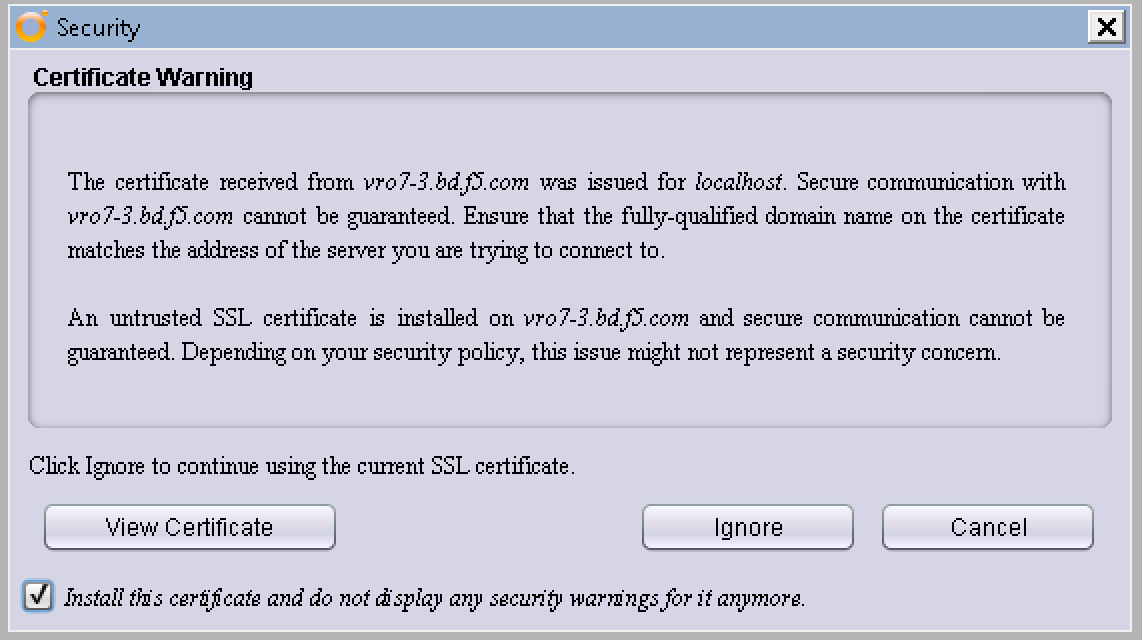 Security
Certificate Warning
The certificate received from vro7-3.bd.f5.com was issued for localhost. Secure communication with
vro7-3.bd.f5.com cannot be guaranteed. Ensure that the fully-qualified domain name on the certificate
matches the address of the server you are trying to connect to.
An untrusted SSL certificate is installed on vro7-3.bd.f5.com and secure communication cannot be
guaranteed. Depending on your security policy, this issue might not represent a security concern.
Click Ignore to continue using the current SSL certificate.
View Certificate Ignore Cancel
Install this certificate and do not display any security warnings for it anymore.